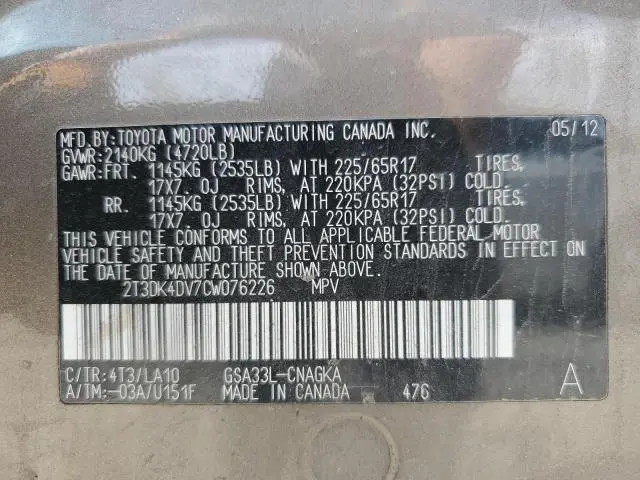 MFD.BY:TOYOTA MOTOR MANUFACTURING CANADA INC. 05/12
GVWR:2140KG (4720LB)
GAWR:FRT. 1145KG (2535LB) WITH 225/65R17 TIRES,
17X7.0J RIMS, AT 220KPA (32PSI) COLD.
RR. 1145KG (2535LB) WITH 225/65R17 TIRES,
17X7.0J RIMS, AT 220KPA (32PSI) COLD.
THIS VEHICLE CONFORMS TO ALL APPLICABLE FEDERAL MOTOR
VEHICLE SAFETY AND THEFT PREVENTION STANDARDS IN EFFECT ON
THE DATE OF MANUFACTURE SHOWN ABOVE.
2T3DK4DV7CW076226 MPV
C/TR:4T3/LA10 GSA33L-CNAGKA
A/TM:-03A/U151F MADE IN CANADA 476 A